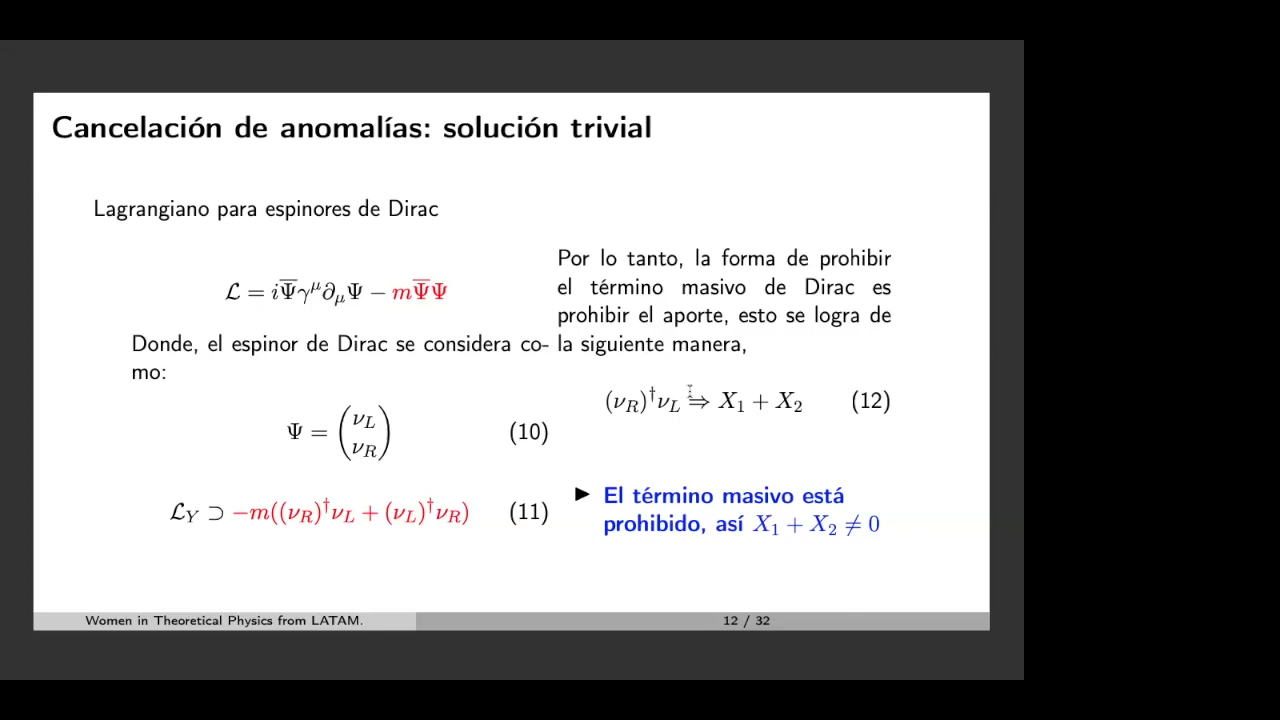 Cancelación de anomalías: solución trivial
Lagrangiano para espinores de Dirac
ℒ = iΨ̅γ^μ∂_μΨ − mΨ̅Ψ
Donde, el espinor de Dirac se considera co-
mo:
Ψ = (ν_L ν_R) (10)
ℒ_Y ⊃ −m((ν_R)^†ν_L + (ν_L)^†ν_R) (11)
Por lo tanto, la forma de prohibir
el término masivo de Dirac es
prohibir el aporte, esto se logra de
la siguiente manera,
(ν_R)^†ν_L ⇒ X_1 + X_2 (12)
▶ El término masivo está
prohibido, así X_1 + X_2 ≠ 0
Women in Theoretical Physics from LATAM.
12 / 32